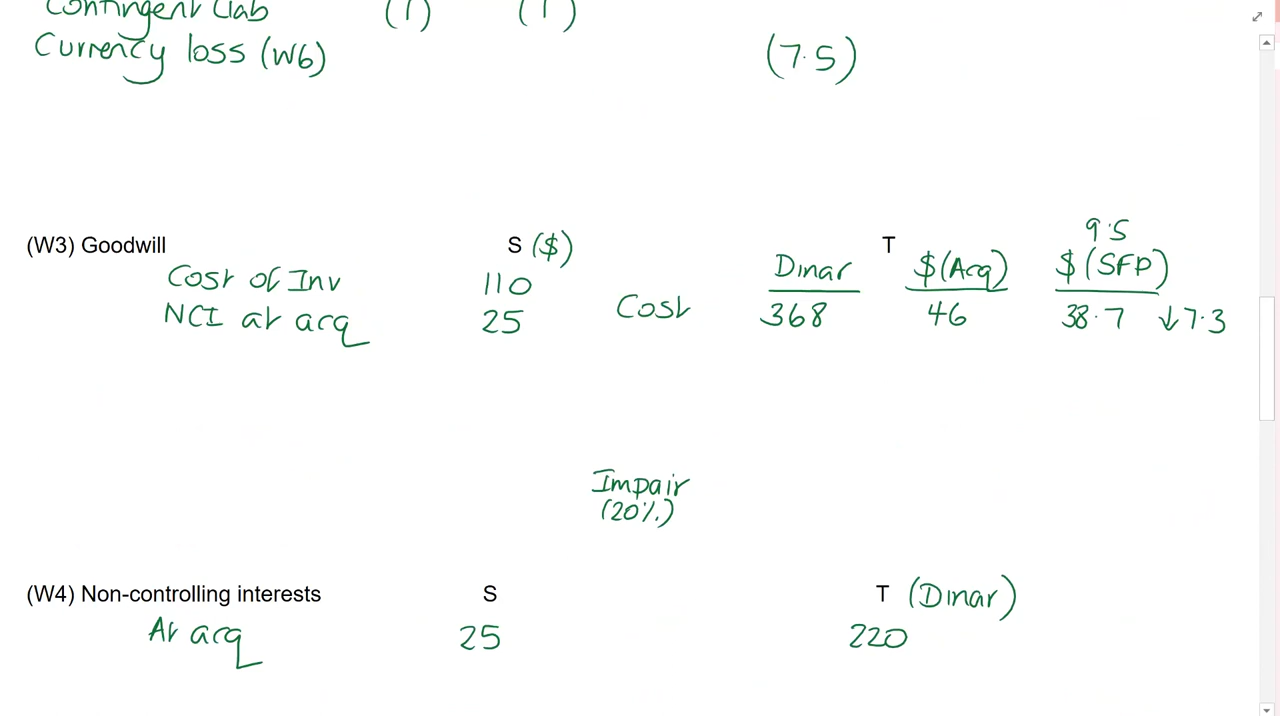 Contingent Liab (1) (1)
Currency loss (W6) (7.5)
(W3) Goodwill S ($) T 9.5
Dinar $(Acq) $(SFP)
Cost of Inv 110
NCI at acq 25 Cost 368 46 38.7 ↓7.3
Impair
(20%)
(W4) Non-controlling interests S T (Dinar)
At acq 25 220